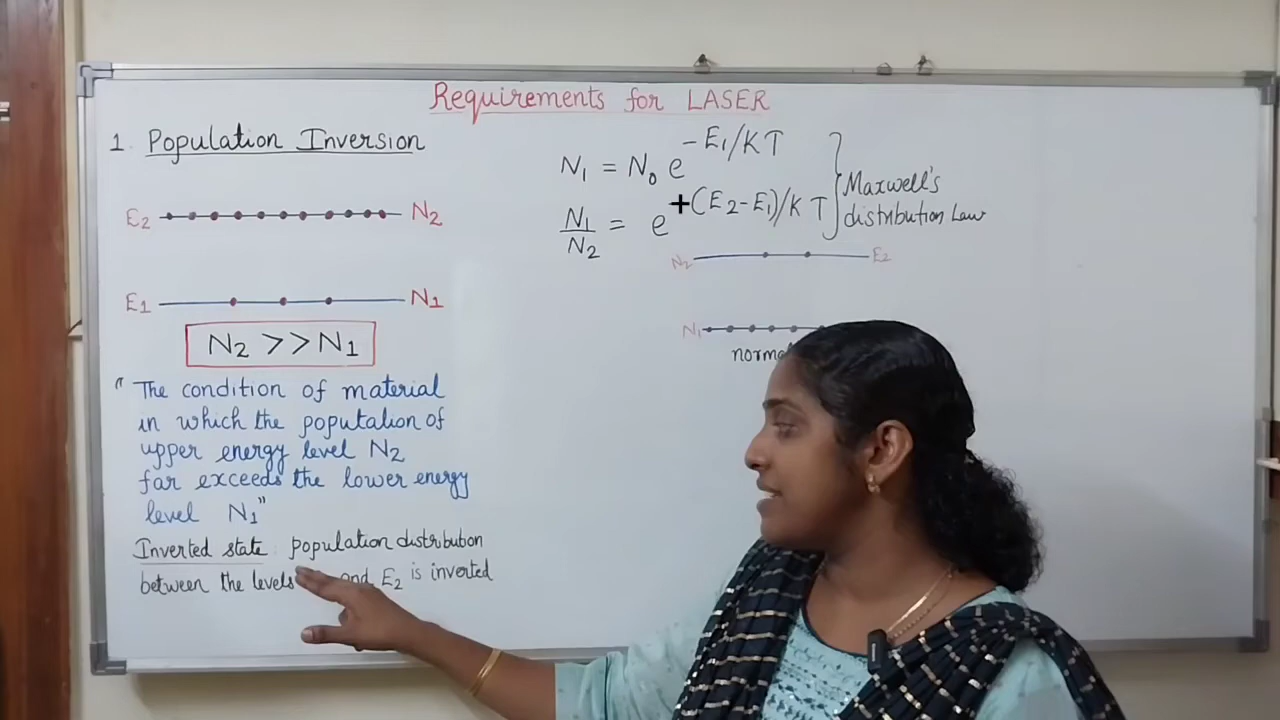 Requirements for LASER
1. Population Inversion
E2 N2
E1 N1
N2 >> N1
" The condition of material
in which the population of
upper energy level N2
far exceeds the lower energy
level N1"
Inverted state: population distribution
between the levels and E2 is inverted
N1 = N0 e^-E1/KT
N1/N2 = e^+(E2-E1)/KT
Maxwell's
distribution Law
N2 E2
N1